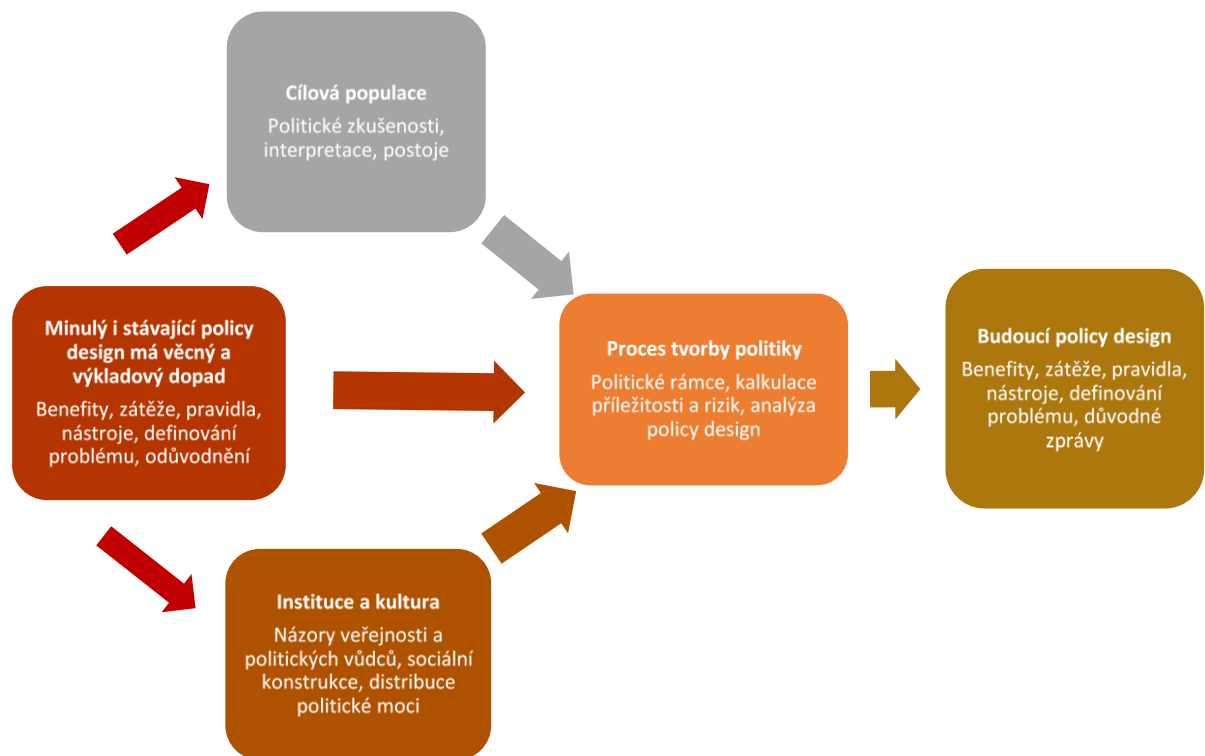 Cílová populace
Politické zkušenosti,
interpretace, postoje
Minulý i stávající policy
design má věcný a
výkladový dopad
Benefity, zátěže, pravidla,
nástroje, definování
problému, odůvodnění
Proces tvorby politiky
Politické rámce, kalkulace
příležitosti a rizik, analýza
policy design
Budoucí policy design
Benefity, zátěže, pravidla,
nástroje, definování
problému, důvodné
zprávy
Instituce a kultura
Názory veřejnosti a
politických vůdců, sociální
konstrukce, distribuce
politické moci